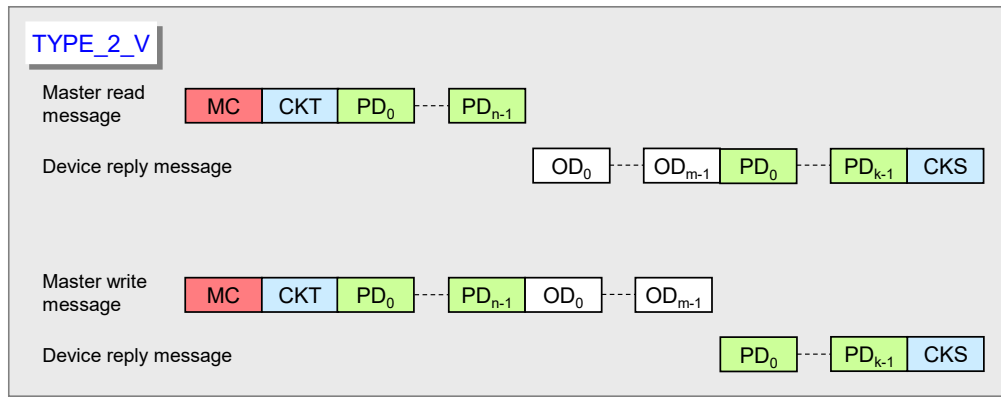 TYPE_2_V
Master read
message
MC CKT PD0 PDn-1
Device reply message
OD0 ODm-1 PD0 PDk-1 CKS
Master write
message
MC CKT PD0 PDn-1 OD0 ODm-1
Device reply message
PD0 PDk-1 CKS